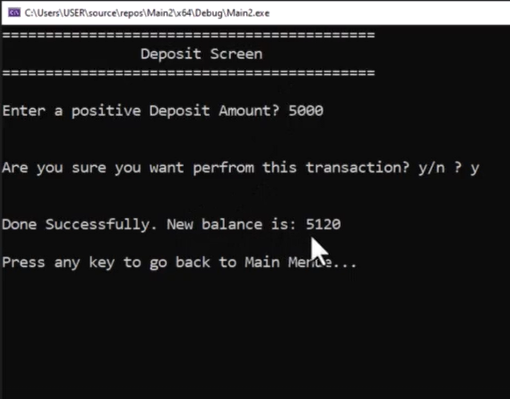 C:\Users\USER\source\repos\Main2\x64\Debug\Main2.exe
===========================================
Deposit Screen
===========================================
Enter a positive Deposit Amount? 5000
Are you sure you want perfrom this transaction? y/n ? y
Done Successfully. New balance is: 5120
Press any key to go back to Main Menue...